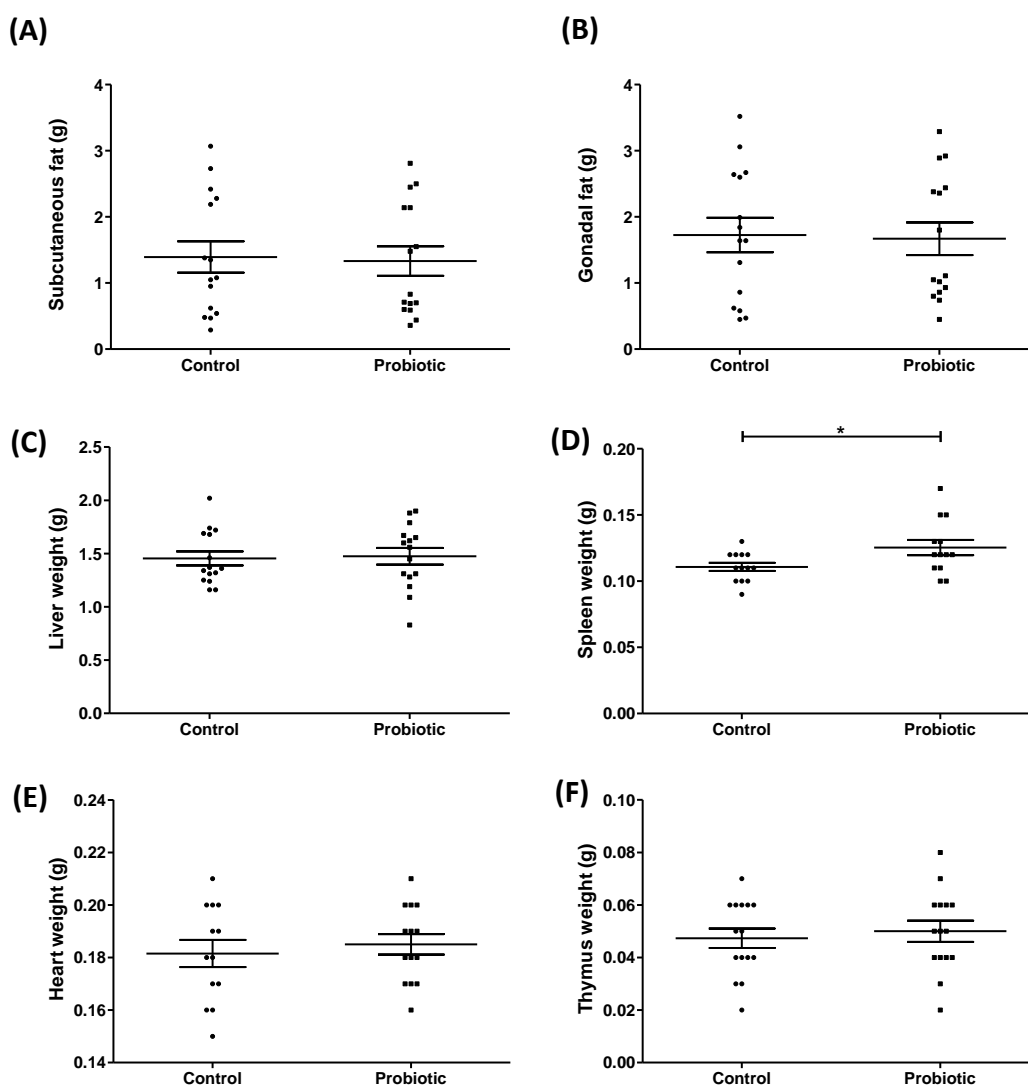 (A)
Subcutaneous fat (g)
4
3
2
1
0
Control Probiotic
(B)
Gonadal fat (g)
4
3
2
1
0
Control Probiotic
(C)
Liver weight (g)
2.5
2.0
1.5
1.0
0.5
0.0
Control Probiotic
(D)
Spleen weight (g)
0.20
0.15
0.10
0.05
0.00
*
Control Probiotic
(E)
Heart weight (g)
0.24
0.22
0.20
0.18
0.16
0.14
Control Probiotic
(F)
Thymus weight (g)
0.10
0.08
0.06
0.04
0.02
0.00
Control Probiotic